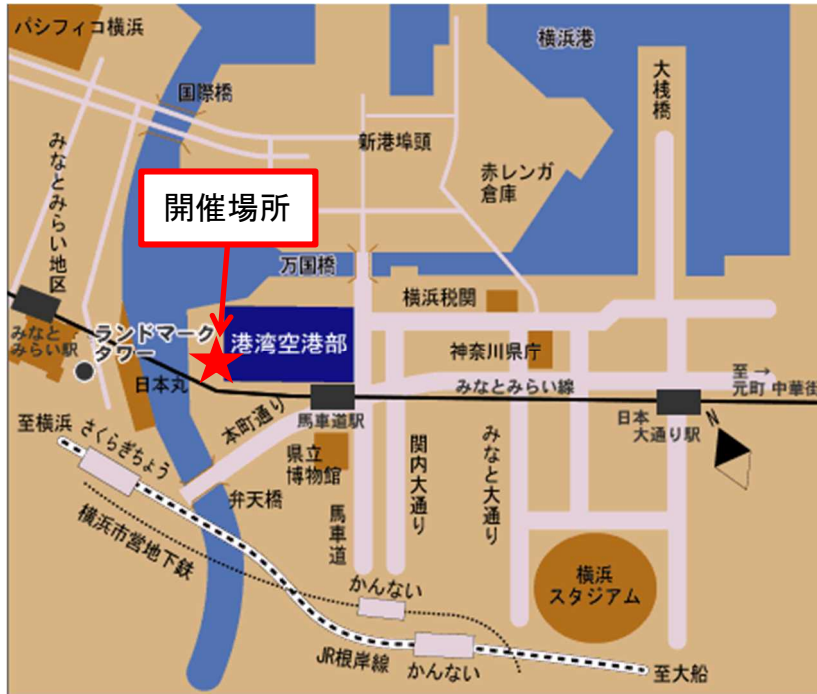 パシフィコ横浜
国際橋
横浜港
大桟橋
新港埠頭
みなとみらい地区
赤レンガ
倉庫
開催場所
万国橋
横浜税関
みなと
みらい駅
ランドマーク
タワー
港湾空港部
神奈川県庁
至 →
元町 中華街
日本丸
みなとみらい線
馬車道駅
日本
大通り駅
N
至横浜
さくらぎちょう
本町通り
県立
博物館
関内大通り
みなと大通り
弁天橋
馬車道
横浜市営地下鉄
かんない
横浜
スタジアム
JR根岸線
かんない
至大船